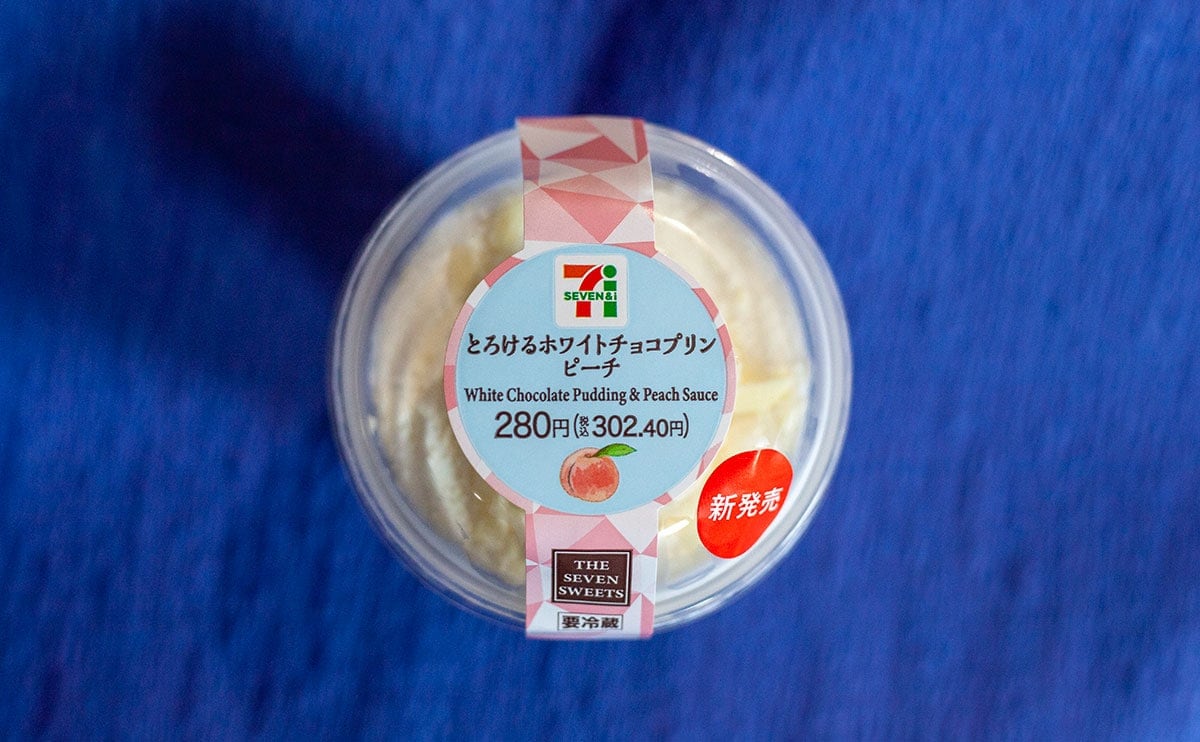 SEVEN&i
とろけるホワイトチョコプリン
ピーチ
White Chocolate Pudding & Peach Sauce
280円(税込302.40円)
新発売
THE
SEVEN
SWEETS
要冷蔵